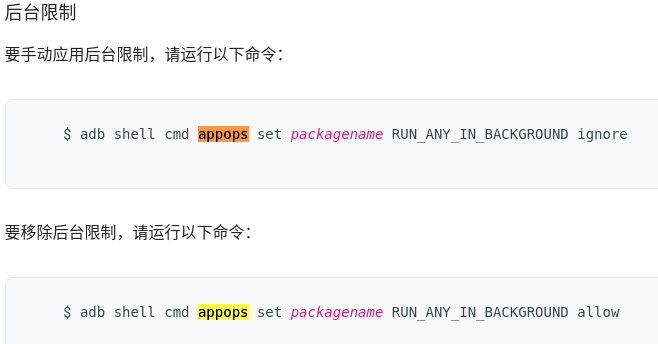 后台限制
要手动应用后台限制，请运行以下命令：
$ adb shell cmd appops set packagename RUN_ANY_IN_BACKGROUND ignore
要移除后台限制，请运行以下命令：
$ adb shell cmd appops set packagename RUN_ANY_IN_BACKGROUND allow